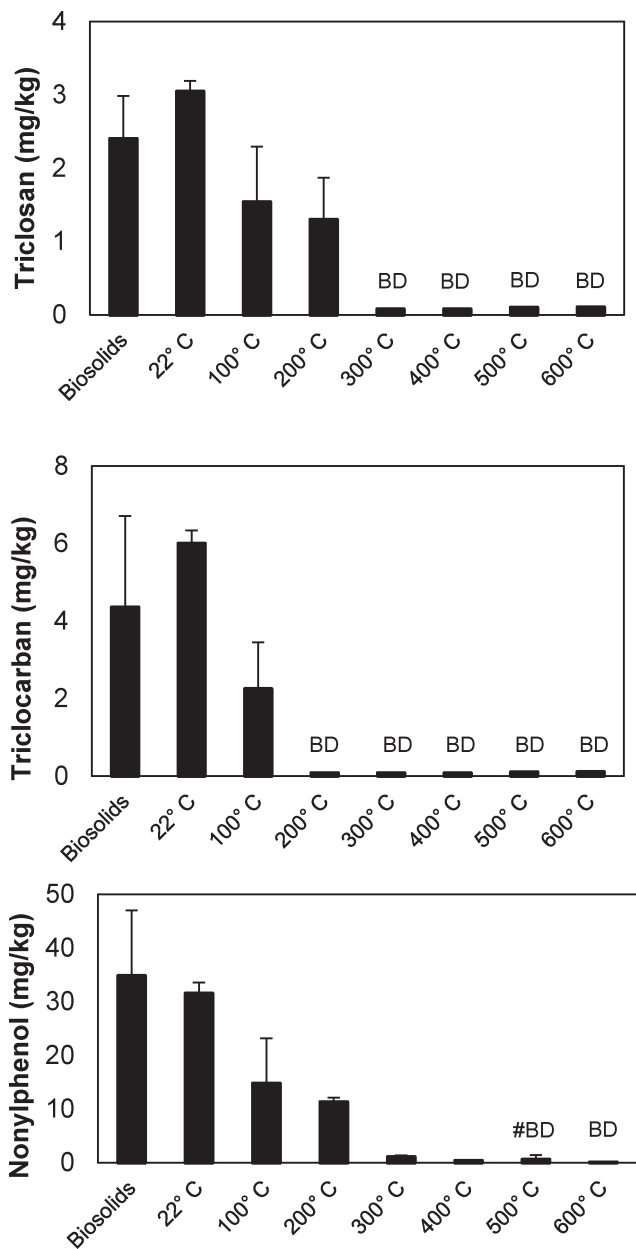 Triclosan (mg/kg)
4
3
2
1
0
BD BD BD BD
Biosolids 22° C 100° C 200° C 300° C 400° C 500° C 600° C
Triclocarban (mg/kg)
8
6
4
2
0
BD BD BD BD BD
Biosolids 22° C 100° C 200° C 300° C 400° C 500° C 600° C
Nonylphenol (mg/kg)
50
40
30
20
10
0
#BD BD
Biosolids 22° C 100° C 200° C 300° C 400° C 500° C 600° C